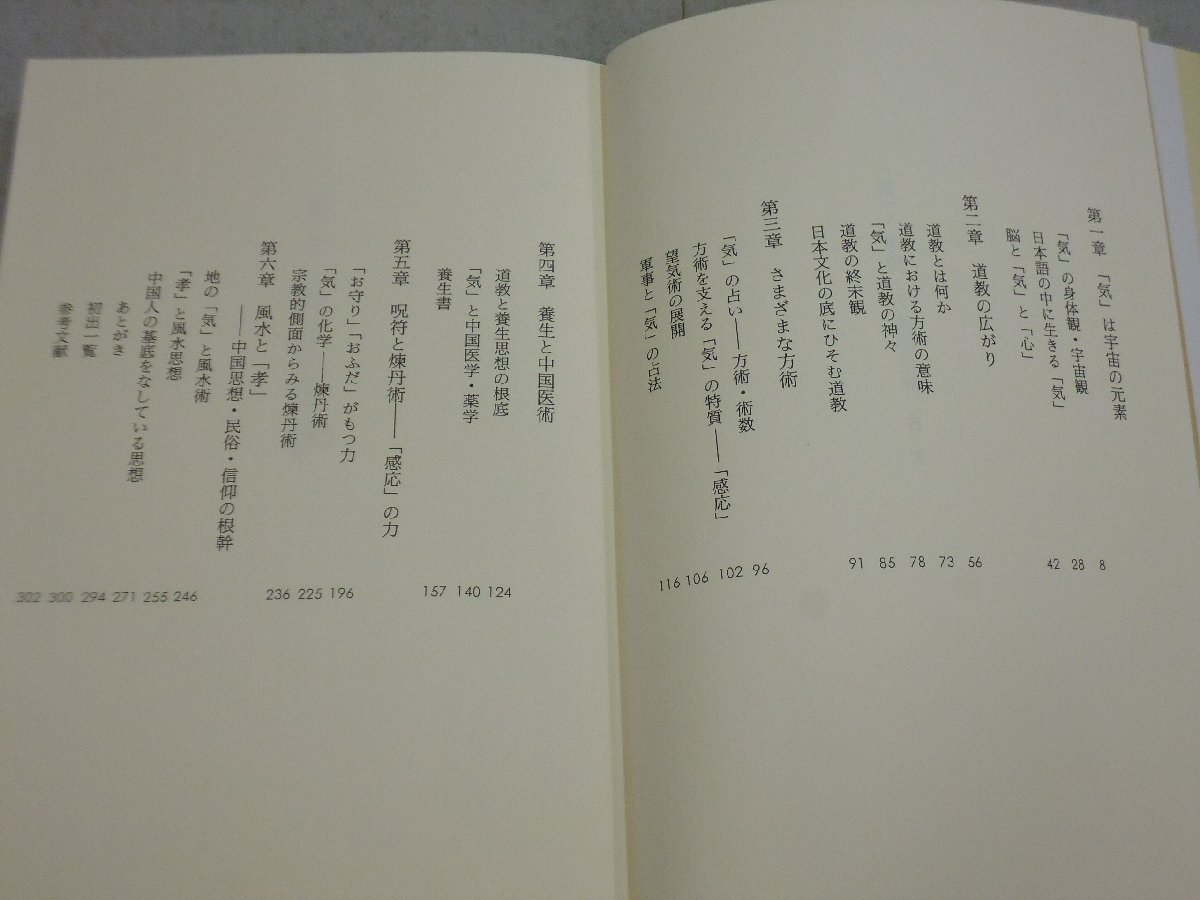 第一章　「気」は宇宙の元素
「気」の身体観・宇宙観 8
日本語の中に生きる「気」 28
脳と「気」と「心」 42
第二章　道教の広がり
道教とは何か 56
道教における方術の意味 73
「気」と道教の神々 78
道教の終末観 85
日本文化の底にひそむ道教 91
第三章　さまざまな方術
「気」の占い――方術・術数 96
方術を支える「気」の特質――「感応」 102
望気術の展開 106
軍事と「気」の占法 116
第四章　養生と中国医術
道教と養生思想の根底 124
「気」と中国医学・薬学 140
養生書 157
第五章　呪符と煉丹術――「感応」の力
「お守り」「おふだ」がもつ力 196
「気」の化学――煉丹術 225
宗教的側面からみる煉丹術 236
第六章　風水と「孝」
――中国思想・民俗・信仰の根幹
地の「気」と風水術 246
「孝」と風水思想 255
中国人の基底をなしている思想 271
あとがき 294
初出一覧 300
参考文献 302